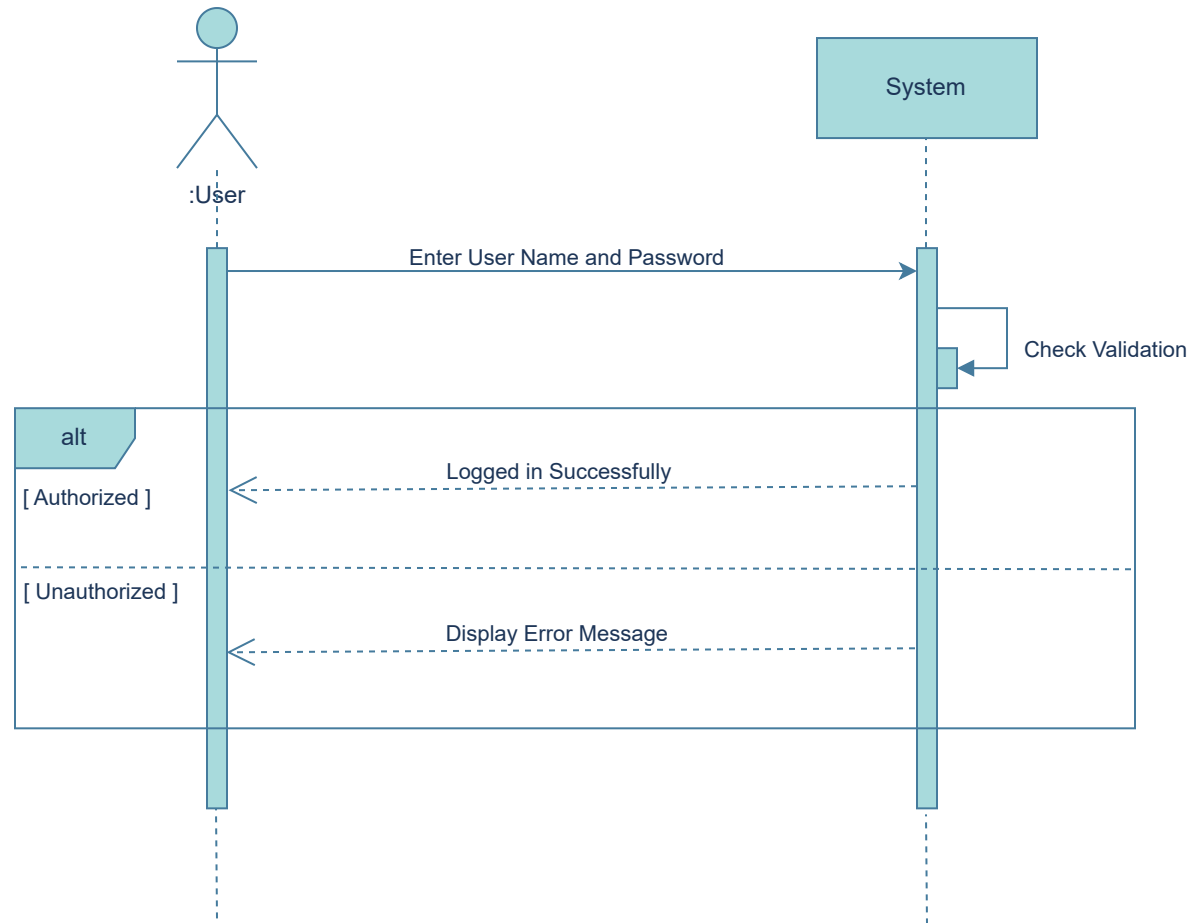 System
:User
Enter User Name and Password
Check Validation
alt
Logged in Successfully
[ Authorized ]
[ Unauthorized ]
Display Error Message